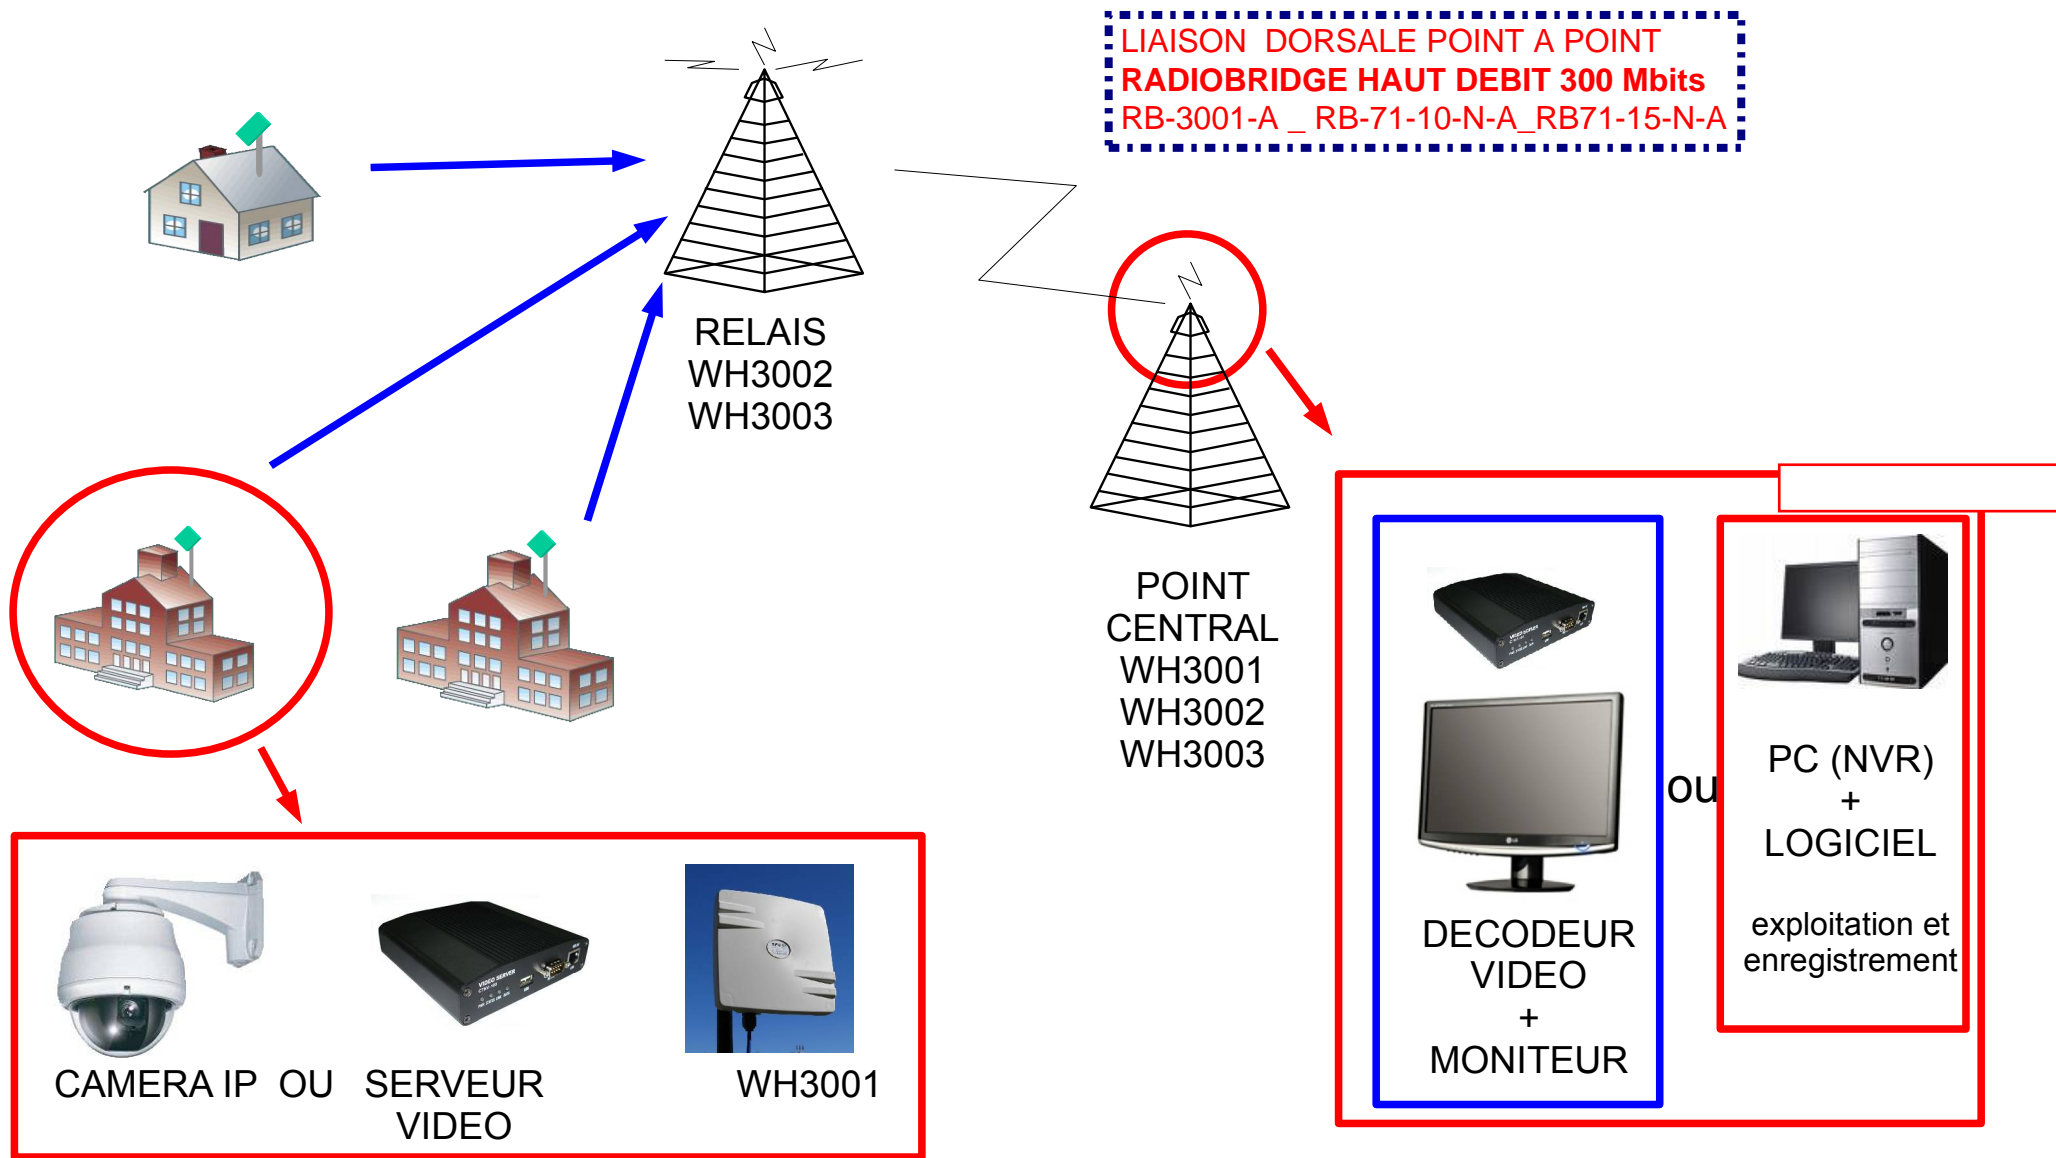 LIAISON  DORSALE POINT A POINT
RADIOBRIDGE HAUT DEBIT 300 Mbits
RB-3001-A _ RB-71-10-N-A_RB71-15-N-A
RELAIS
WH3002
WH3003
POINT
CENTRAL
WH3001
WH3002
WH3003
DECODEUR
VIDEO
+
MONITEUR
ou
PC (NVR)
+
LOGICIEL
exploitation et
enregistrement
VIDEO SERVER
CAMERA IP  OU   SERVEUR
VIDEO
WH3001